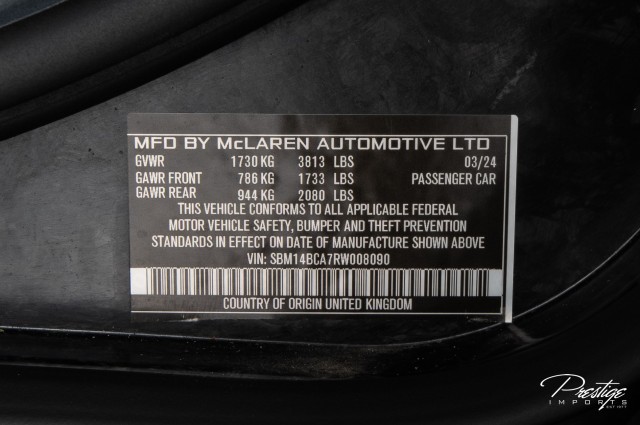 MFD BY McLAREN AUTOMOTIVE LTD
GVWR 1730 KG 3813 LBS 03/24
GAWR FRONT 786 KG 1733 LBS PASSENGER CAR
GAWR REAR 944 KG 2080 LBS
THIS VEHICLE CONFORMS TO ALL APPLICABLE FEDERAL
MOTOR VEHICLE SAFETY, BUMPER AND THEFT PREVENTION
STANDARDS IN EFFECT ON DATE OF MANUFACTURE SHOWN ABOVE
VIN: SBM14BCA7RW008090
COUNTRY OF ORIGIN UNITED KINGDOM
Prestige
IMPORTS
EST 1977